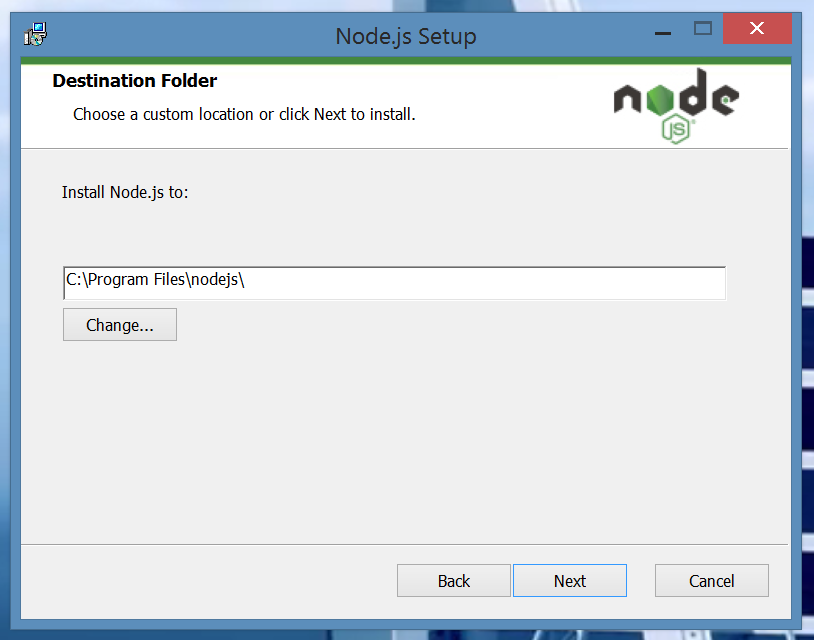 Node.js Setup
Destination Folder
Choose a custom location or click Next to install.
node
JS
Install Node.js to:
C:\Program Files\nodejs\
Change...
Back
Next
Cancel